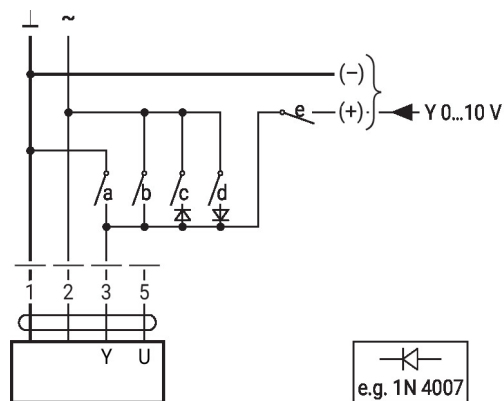 ⊥ ~
(–)
e (+) Y 0...10 V
a b c d
1 2 3 5
Y U
e.g. 1N 4007